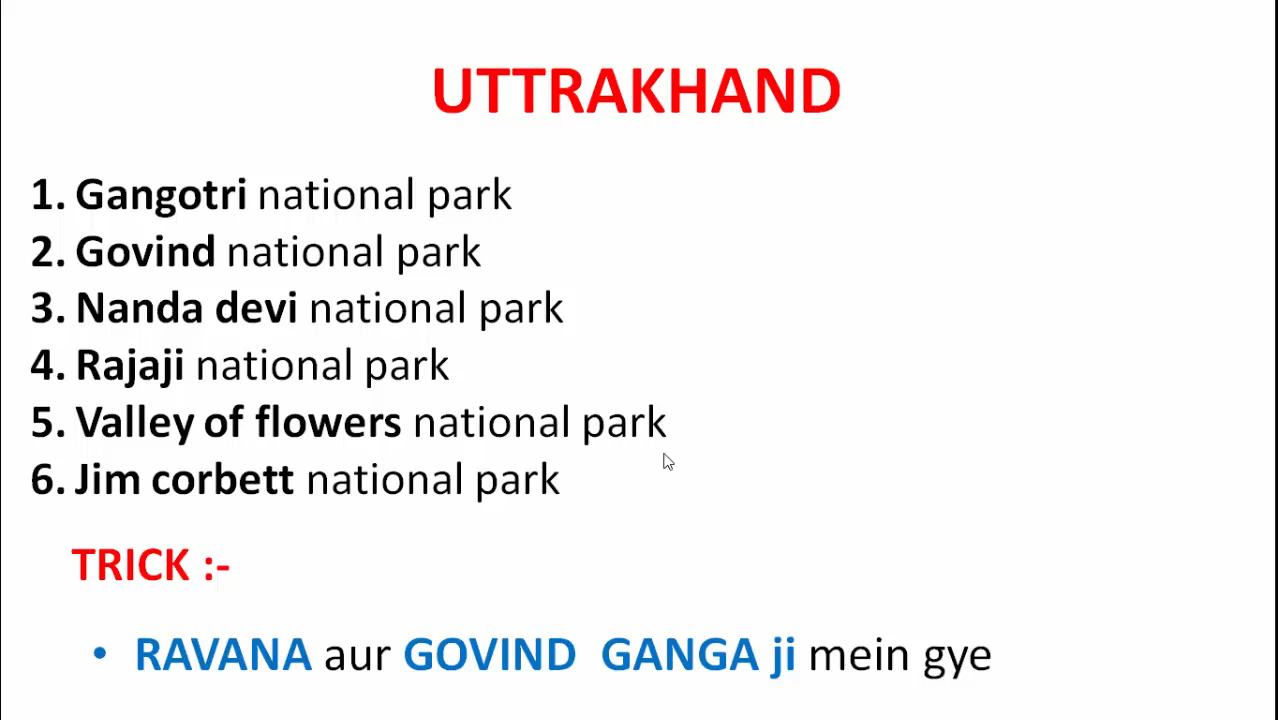 UTTRAKHAND
1. Gangotri national park
2. Govind national park
3. Nanda devi national park
4. Rajaji national park
5. Valley of flowers national park
6. Jim corbett national park
TRICK :-
• RAVANA aur GOVIND GANGA ji mein gye